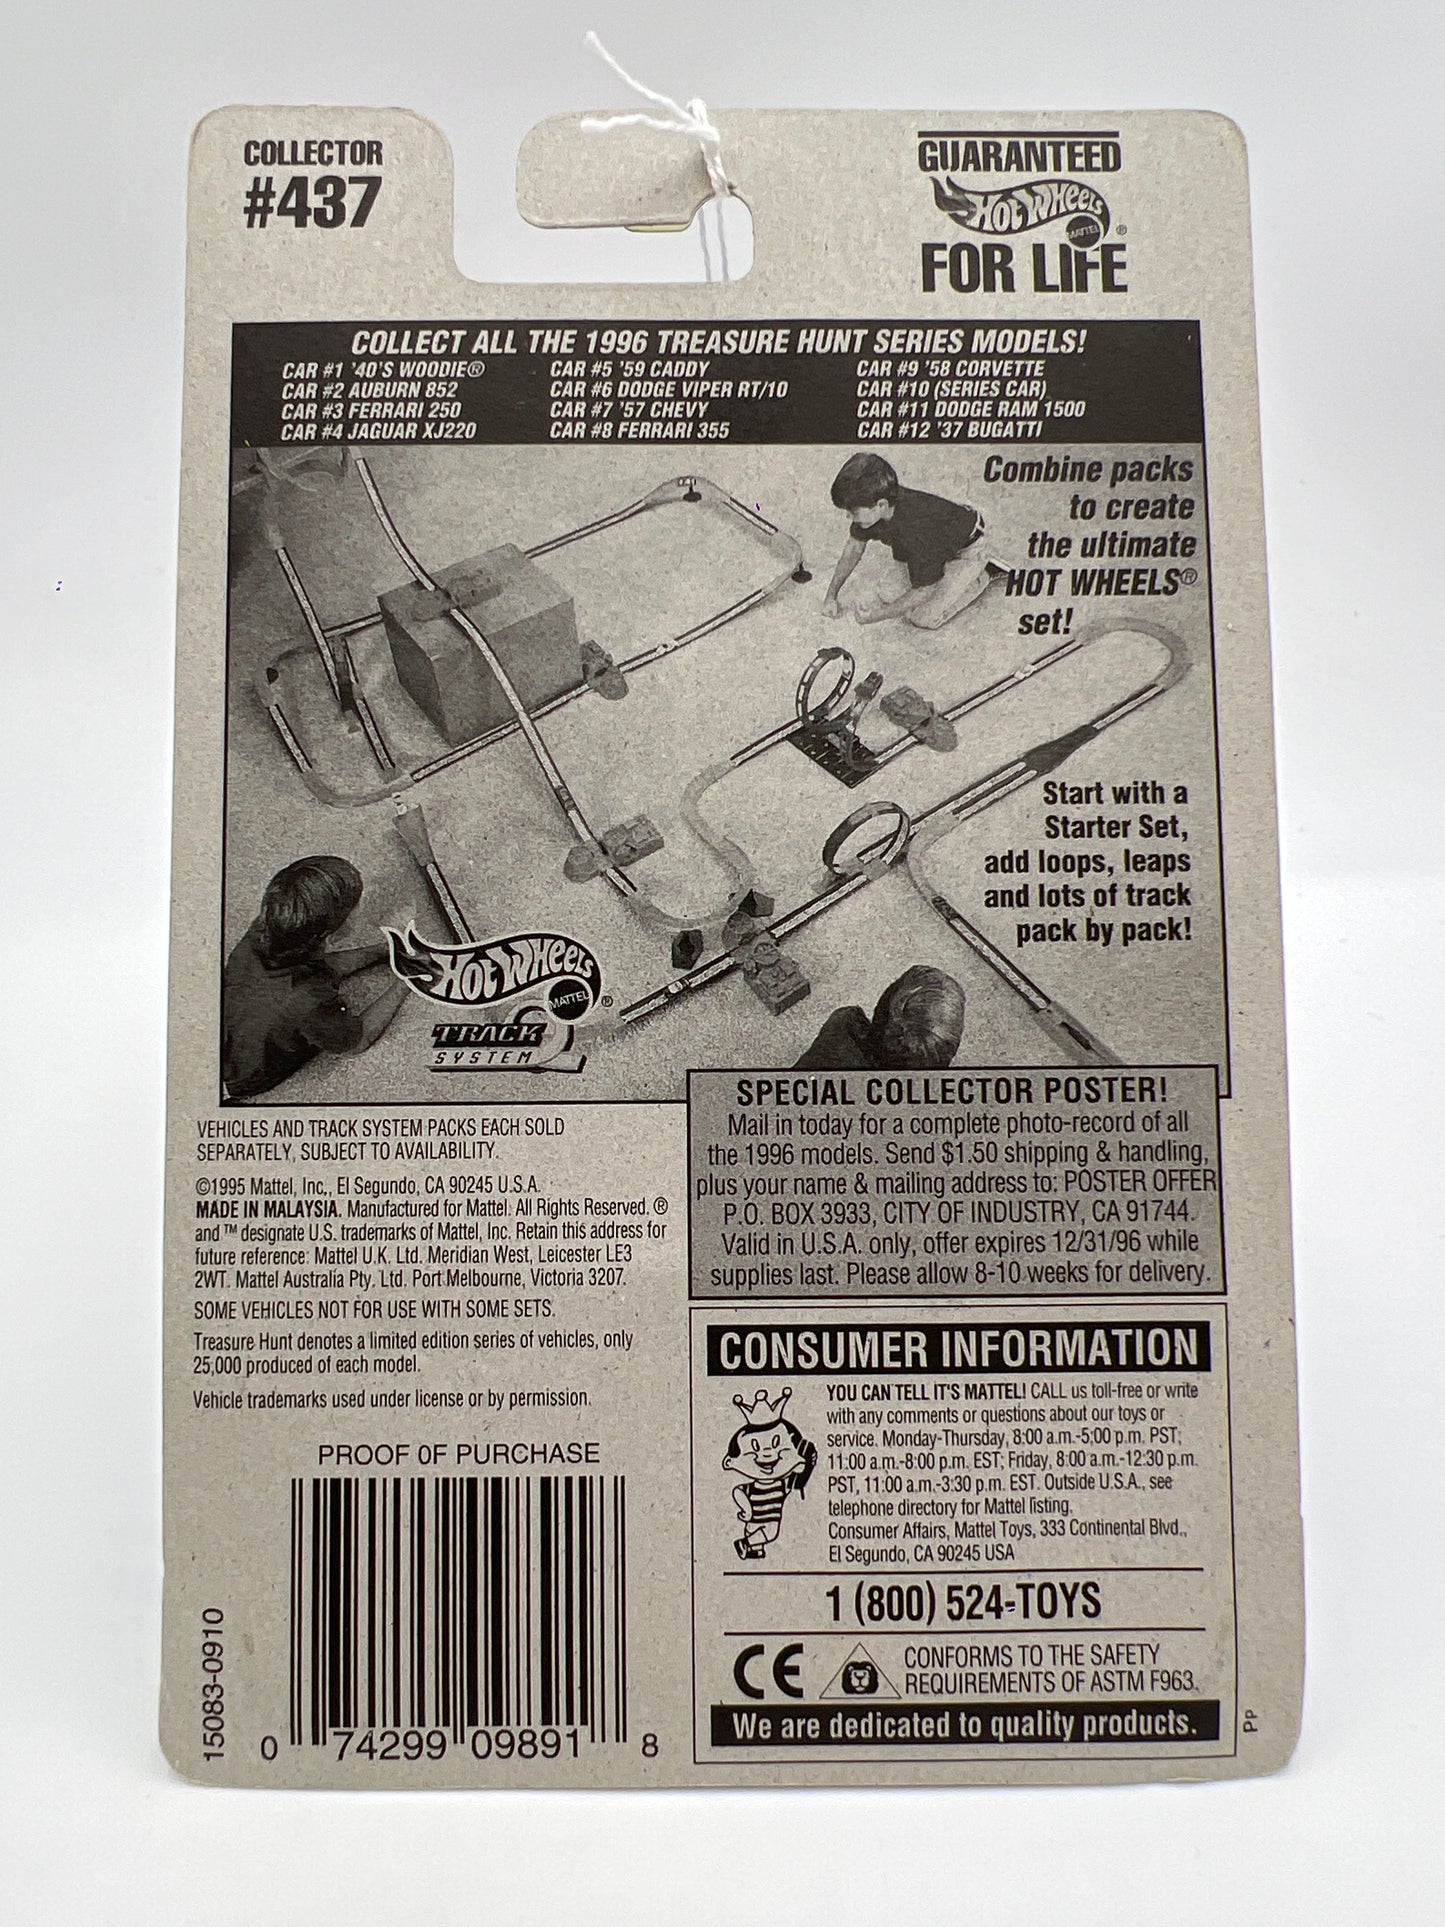 COLLECTOR
#437
GUARANTEED
HOT WHEELS
MATTEL
®
FOR LIFE
COLLECT ALL THE 1996 TREASURE HUNT SERIES MODELS!
CAR #1 '40'S WOODIE®
CAR #2 AUBURN 852
CAR #3 FERRARI 250
CAR #4 JAGUAR XJ220
CAR #5 '59 CADDY
CAR #6 DODGE VIPER RT/10
CAR #7 '57 CHEVY
CAR #8 FERRARI 355
CAR #9 '58 CORVETTE
CAR #10 (SERIES CAR)
CAR #11 DODGE RAM 1500
CAR #12 '37 BUGATTI
Combine packs
to create
the ultimate
HOT WHEELS®
set!
Start with a
Starter Set,
add loops, leaps
and lots of track
pack by pack!
HOT WHEELS
MATTEL ®
TRACK
SYSTEM
VEHICLES AND TRACK SYSTEM PACKS EACH SOLD
SEPARATELY, SUBJECT TO AVAILABILITY.
©1995 Mattel, Inc., El Segundo, CA 90245 U.S.A.
MADE IN MALAYSIA. Manufactured for Mattel. All Rights Reserved. ®
and ™ designate U.S. trademarks of Mattel, Inc. Retain this address for
future reference: Mattel U.K. Ltd. Meridian West, Leicester LE3
2WT. Mattel Australia Pty. Ltd. Port Melbourne, Victoria 3207.
SOME VEHICLES NOT FOR USE WITH SOME SETS.
Treasure Hunt denotes a limited edition series of vehicles, only
25,000 produced of each model.
Vehicle trademarks used under license or by permission.
PROOF OF PURCHASE
0 74299 09891 8
15083-0910
SPECIAL COLLECTOR POSTER!
Mail in today for a complete photo-record of all
the 1996 models. Send $1.50 shipping & handling,
plus your name & mailing address to: POSTER OFFER
P.O. BOX 3933, CITY OF INDUSTRY, CA 91744.
Valid in U.S.A. only, offer expires 12/31/96 while
supplies last. Please allow 8-10 weeks for delivery.
CONSUMER INFORMATION
YOU CAN TELL IT'S MATTEL! CALL us toll-free or write
with any comments or questions about our toys or
service. Monday-Thursday, 8:00 a.m.-5:00 p.m. PST;
11:00 a.m.-8:00 p.m. EST; Friday, 8:00 a.m.-12:30 p.m.
PST, 11:00 a.m.-3:30 p.m. EST. Outside U.S.A., see
telephone directory for Mattel listing.
Consumer Affairs, Mattel Toys, 333 Continental Blvd.,
El Segundo, CA 90245 USA
1 (800) 524-TOYS
CE
CONFORMS TO THE SAFETY
REQUIREMENTS OF ASTM F963.
We are dedicated to quality products.
Pp